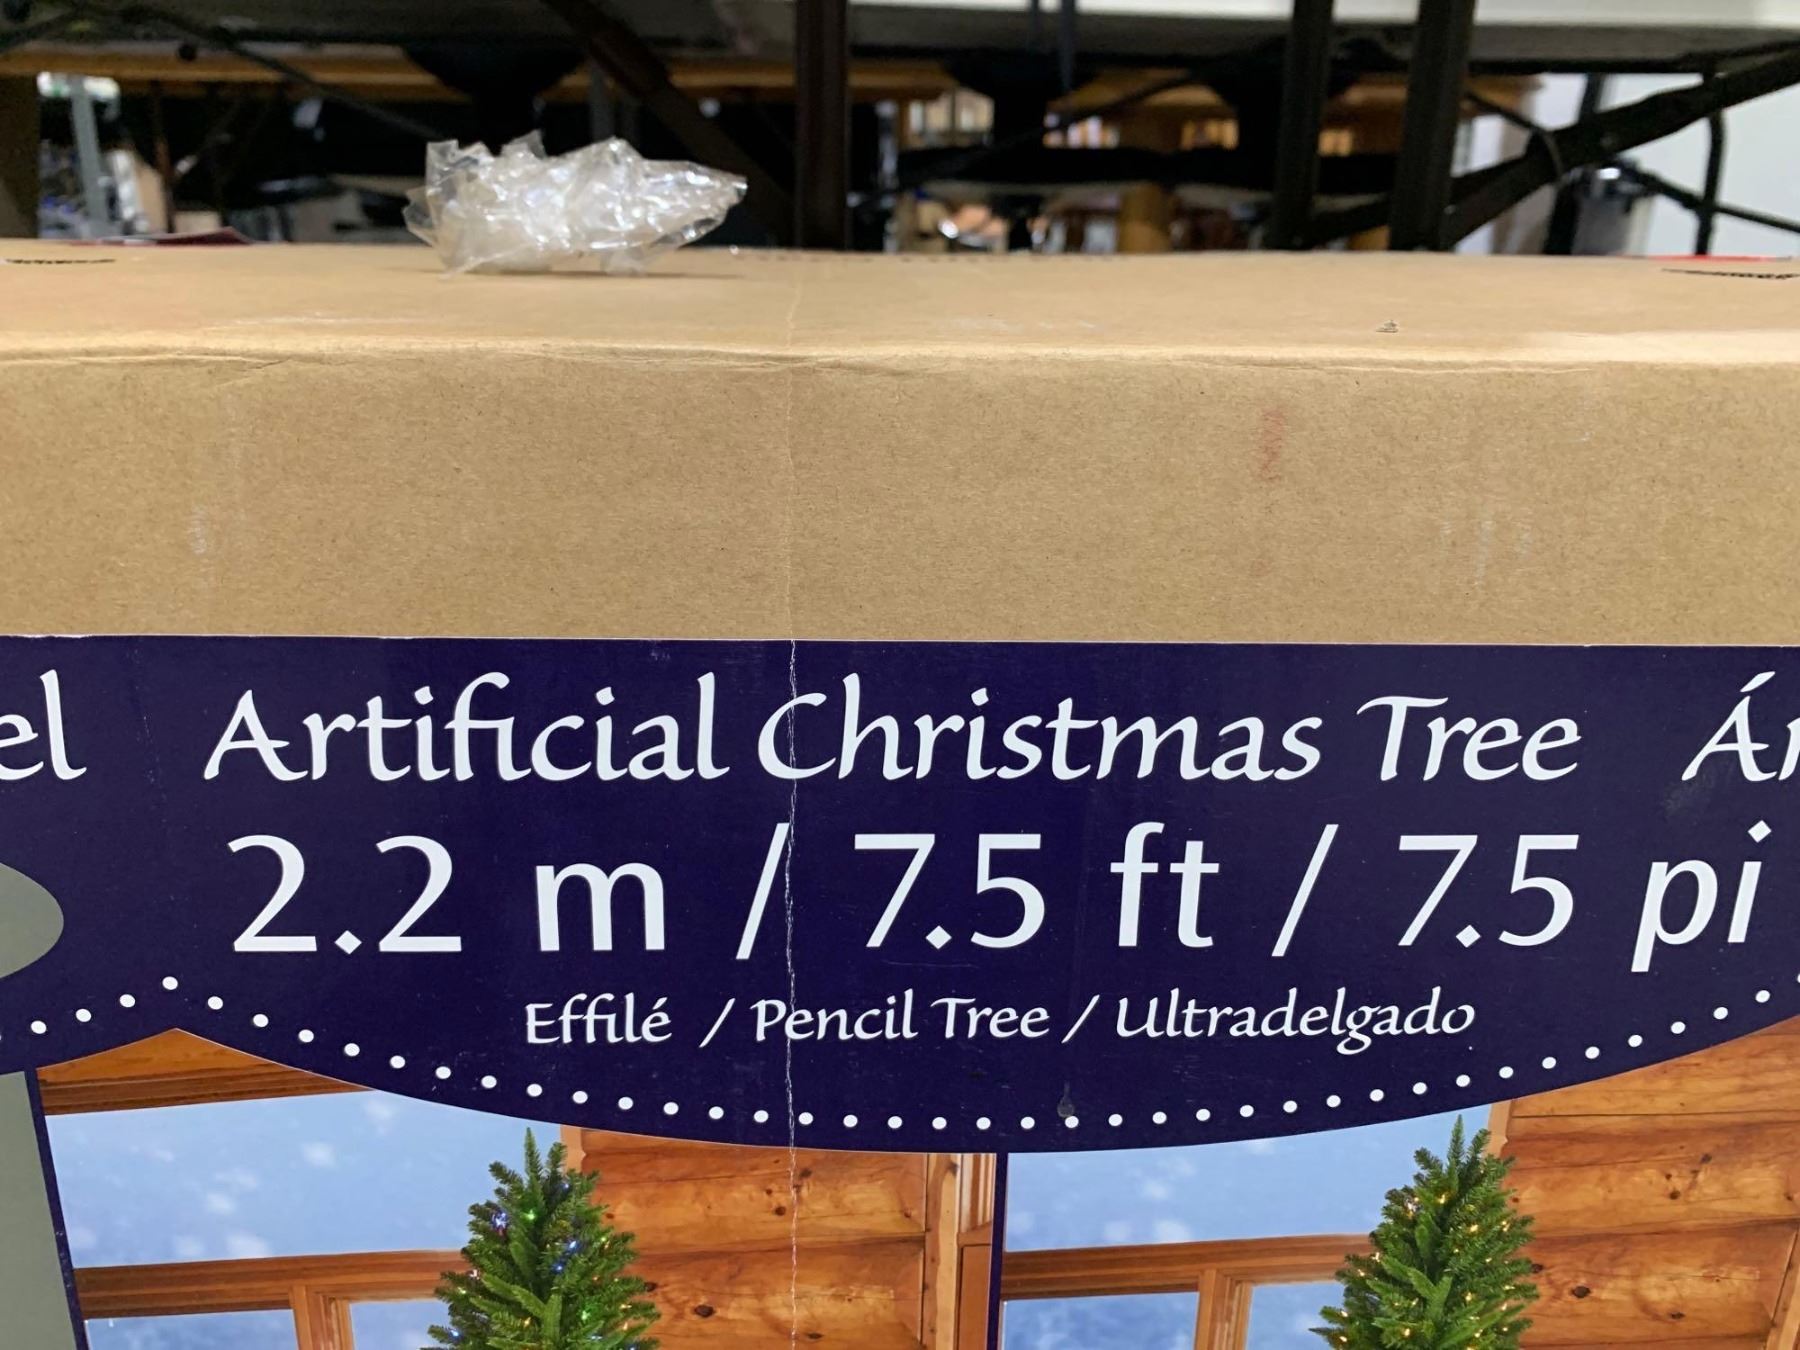 el Artificial Christmas Tree Ár
2.2 m / 7.5 ft / 7.5 pi
Effilé / Pencil Tree / Ultradelgado